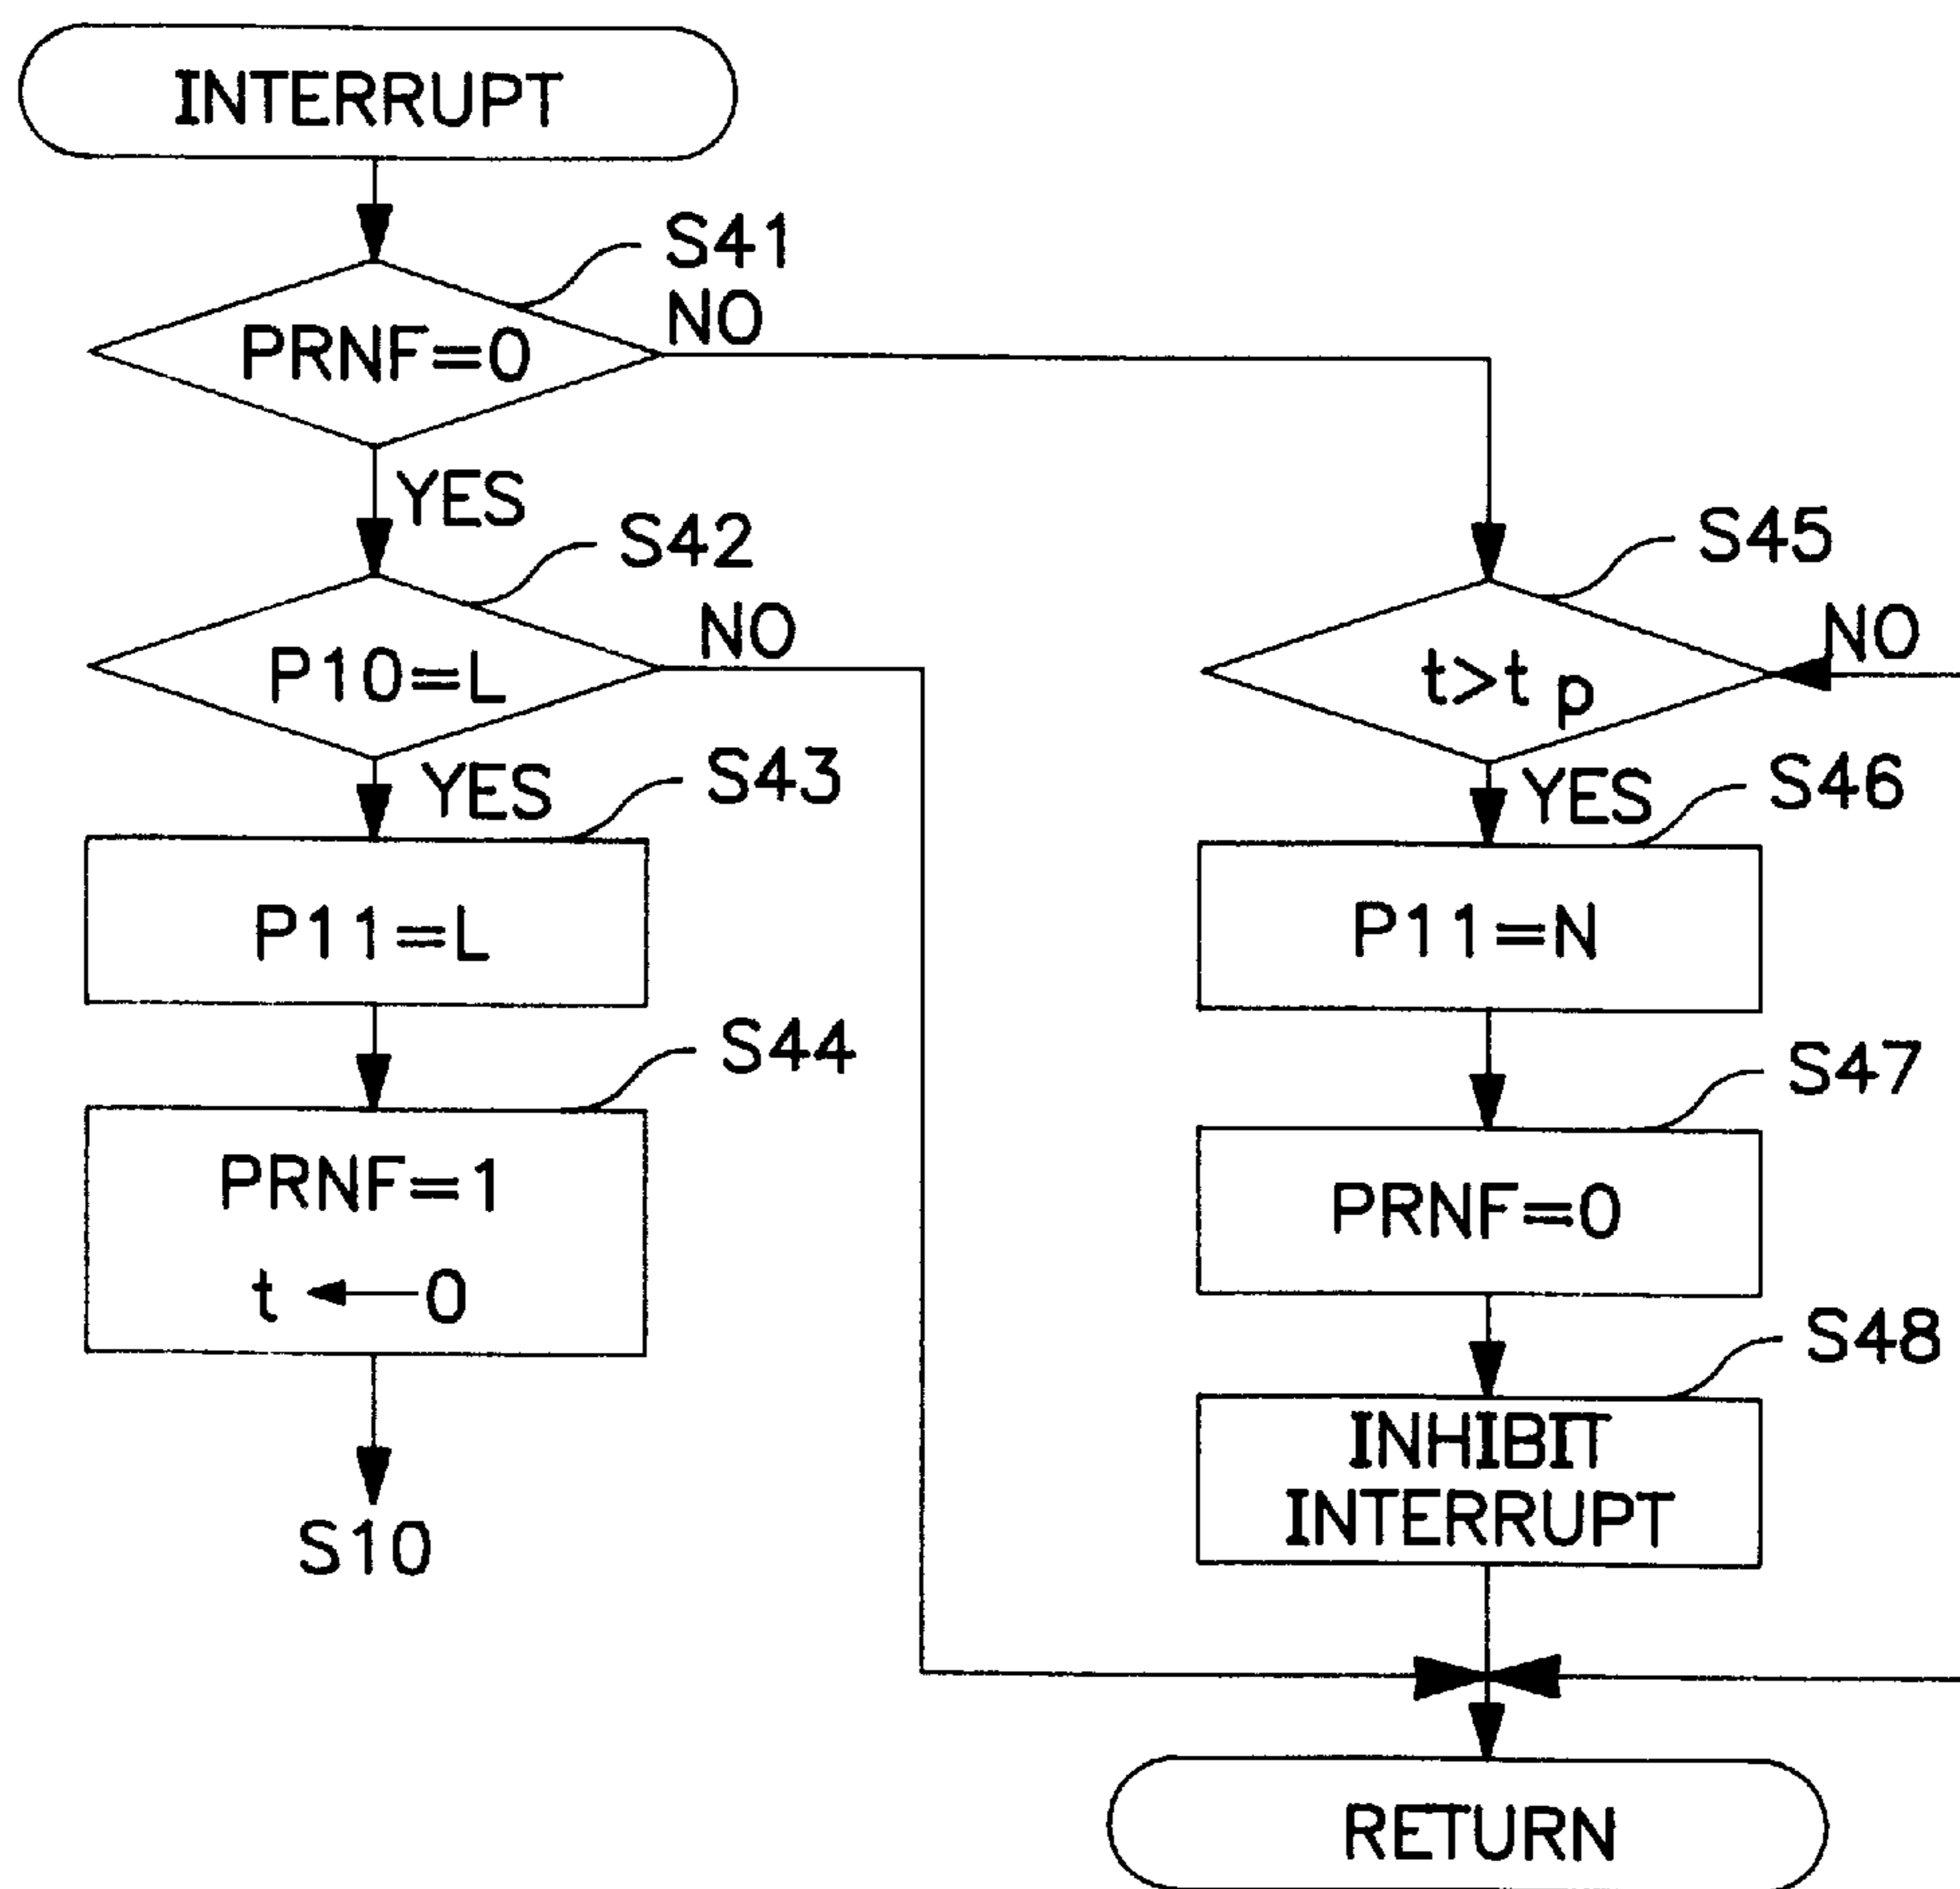 INTERRUPT
S41
PRNF=0
NO
YES
S42
P10=L
NO
YES
S43
P11=L
S44
PRNF=1
t ←0
S10
S45
t>t p
NO
YES
S46
P11=N
S47
PRNF=0
S48
INHIBIT
INTERRUPT
RETURN